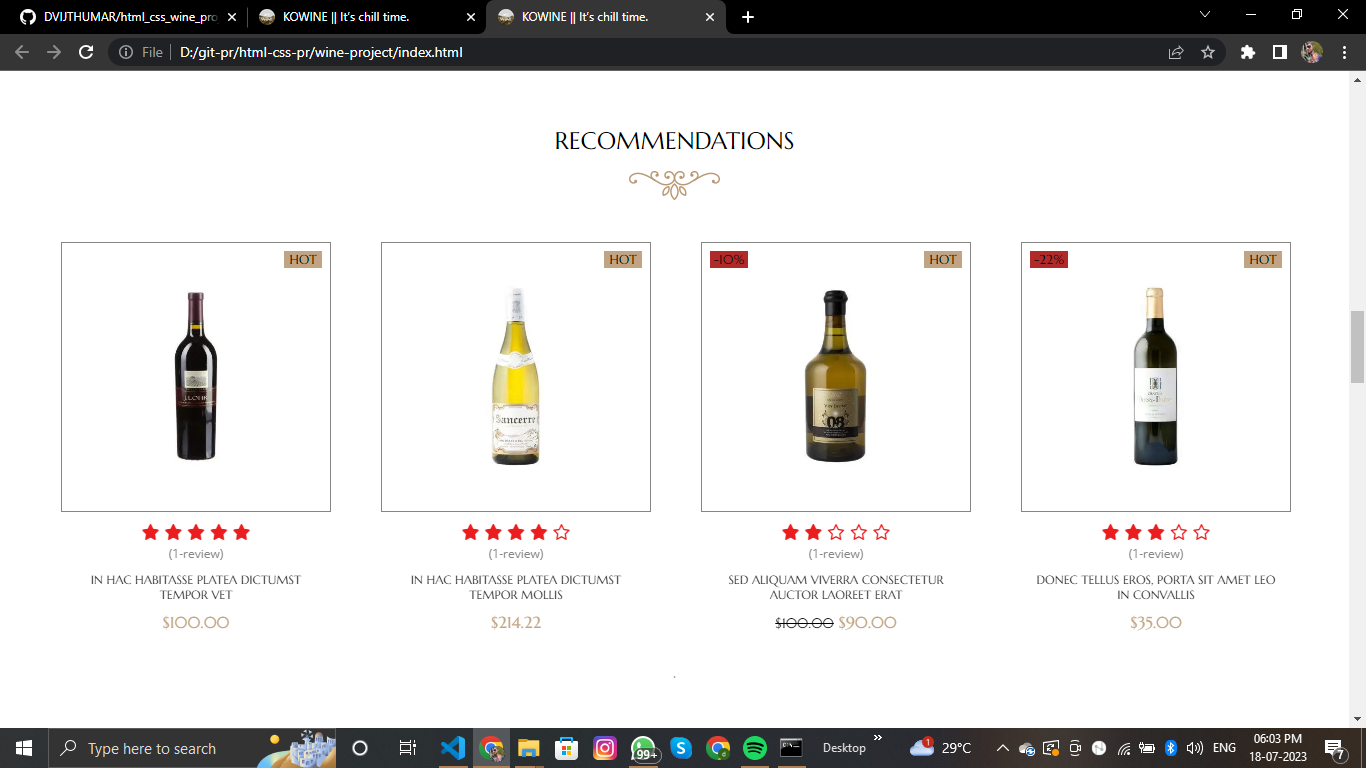 DVIJTHUMAR/html_css_wine_pro
KOWINE || It's chill time.
KOWINE || It's chill time.
File
D:/git-pr/html-css-pr/wine-project/index.html
RECOMMENDATIONS
HOT
HOT
-10%
HOT
-22%
HOT
Sancerre
08
(1-review)
(1-review)
(1-review)
(1-review)
IN HAC HABITASSE PLATEA DICTUMST
TEMPOR VET
IN HAC HABITASSE PLATEA DICTUMST
TEMPOR MOLLIS
SED ALIQUAM VIVERRA CONSECTETUR
AUCTOR LAOREET ERAT
DONEC TELLUS EROS, PORTA SIT AMET LEO
IN CONVALLIS
$100.00
$214.22
$100.00 $90.00
$35.00
Type here to search
99+
Desktop
1
29°C
ENG
06:03 PM
18-07-2023
7